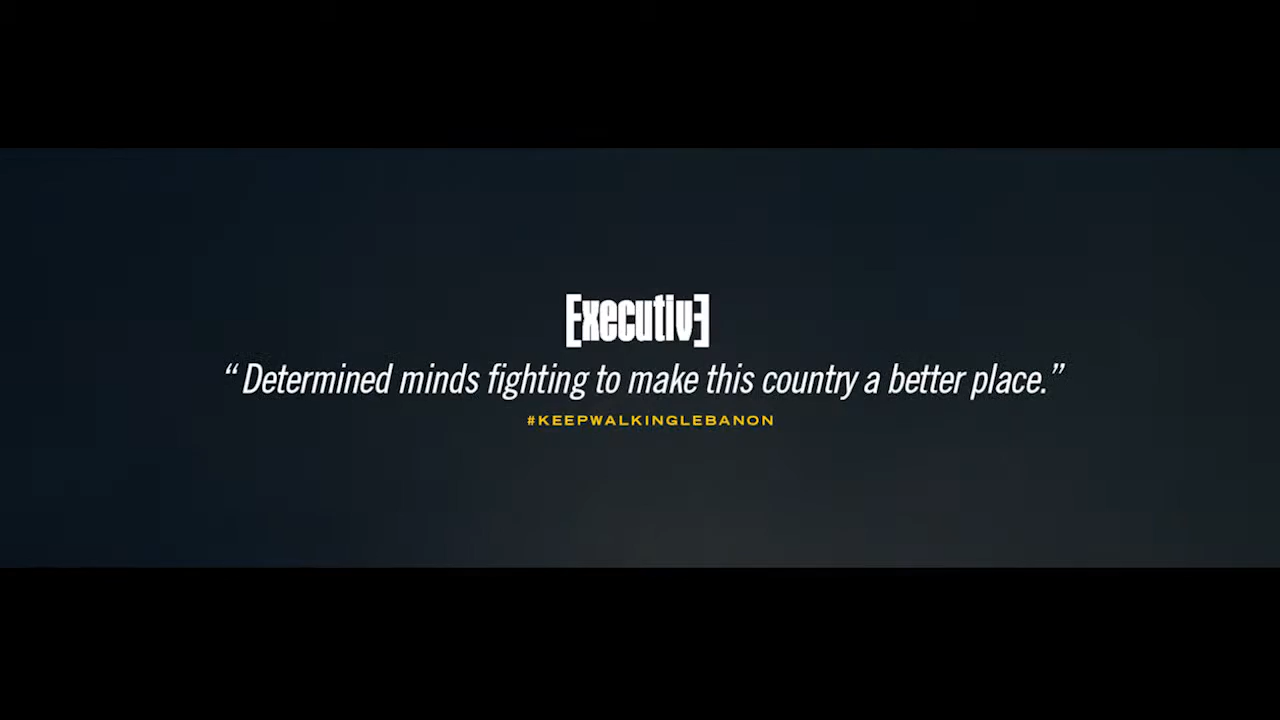 Executive
“Determined minds fighting to make this country a better place.”
#KEEPWALKINGLEBANON